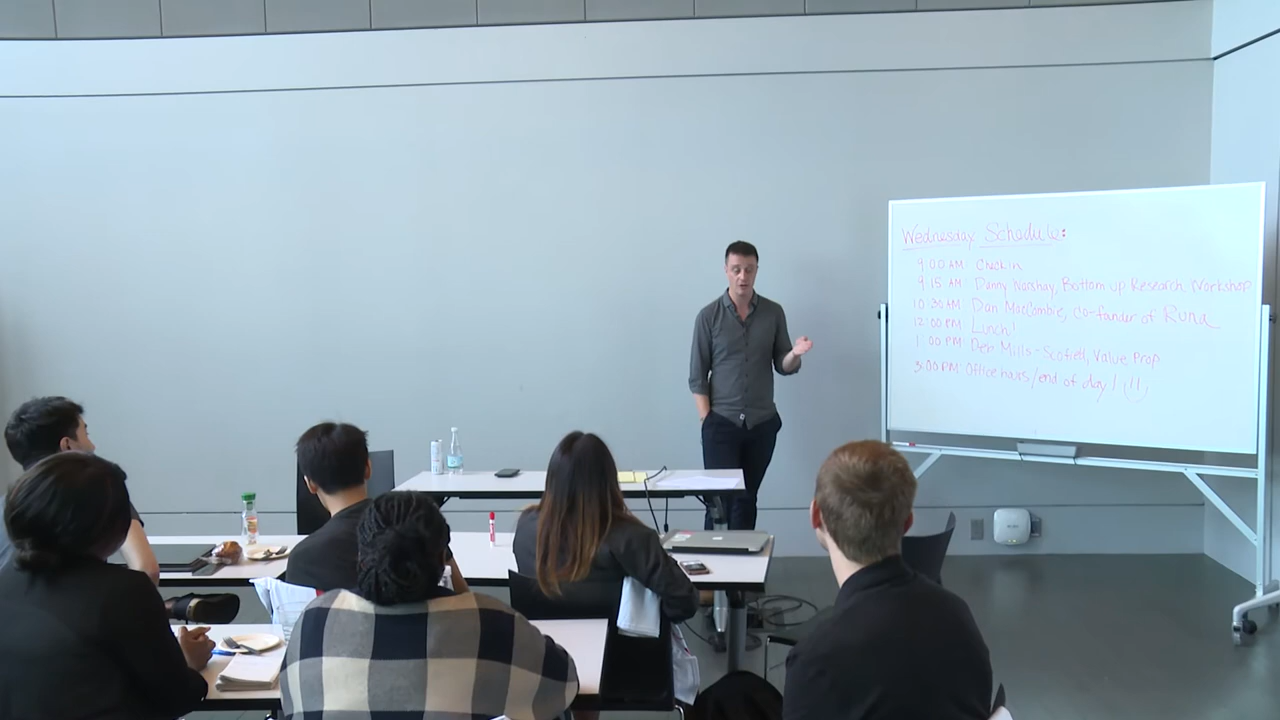 Wednesday Schedule:
9:00 AM: Check in
9:15 AM: Danny Warshay, Bottom up Research, Workshop
10:30 AM: Dan MacCombie, co-founder of Runa
12:00 PM: Lunch!
1:00 PM: Deb Mills-Scofield, Value Prop
3:00 PM: Office hours/end of day! :)